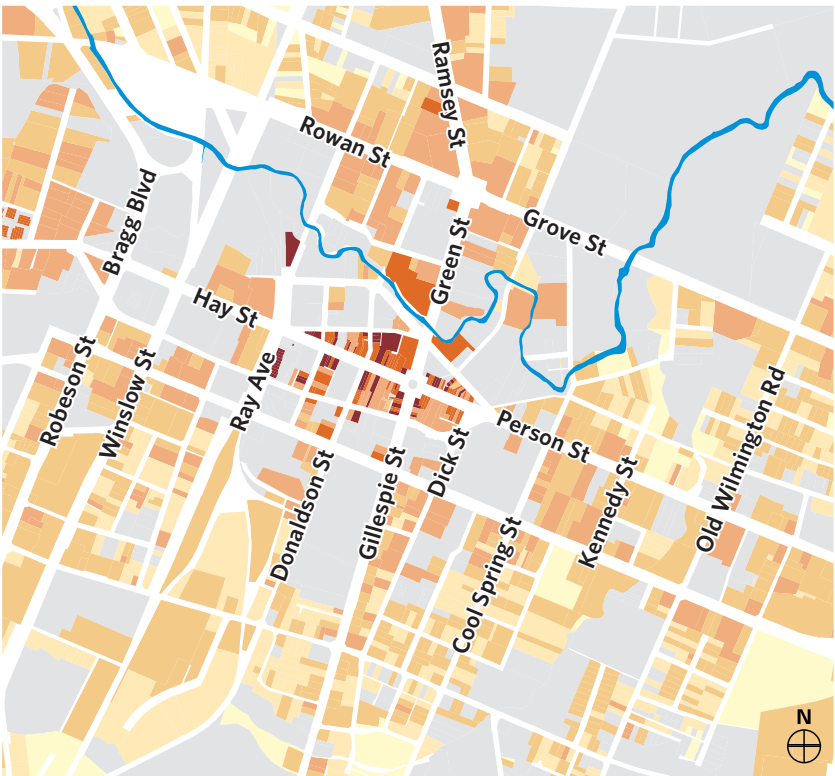 Ramsey St
Rowan St
Bragg Blvd
Grove St
Green St
Hay St
Robeson St
Winslow St
Ray Ave
Person St
Old Wilmington Rd
Dick St
Donaldson St
Gillespie St
Kennedy St
Cool Spring St
N